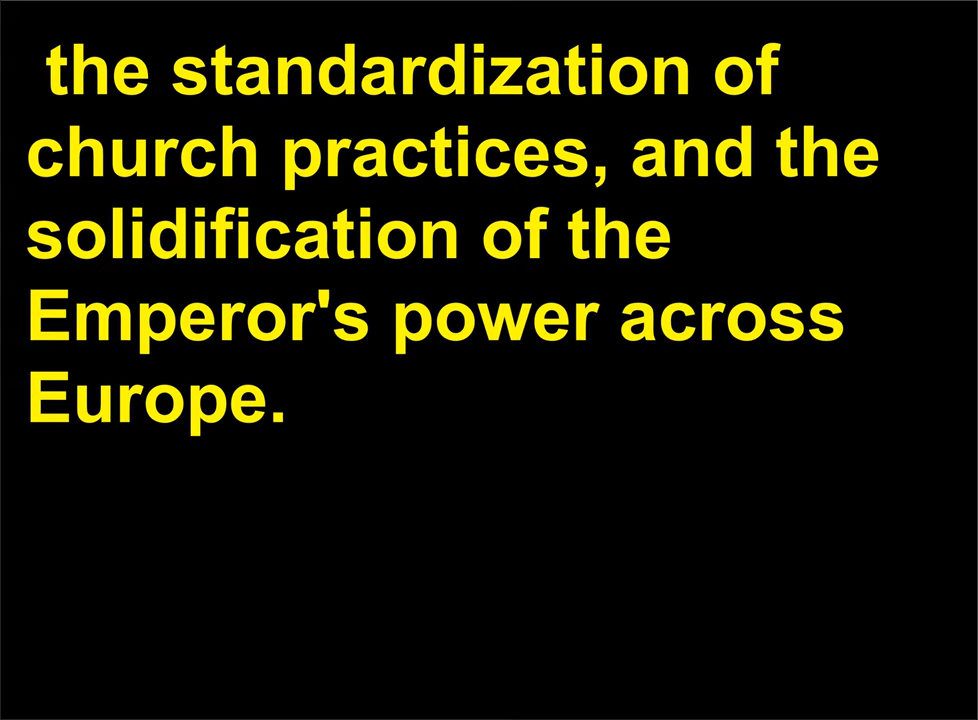 the standardization of
church practices, and the
solidification of the
Emperor's power across
Europe.